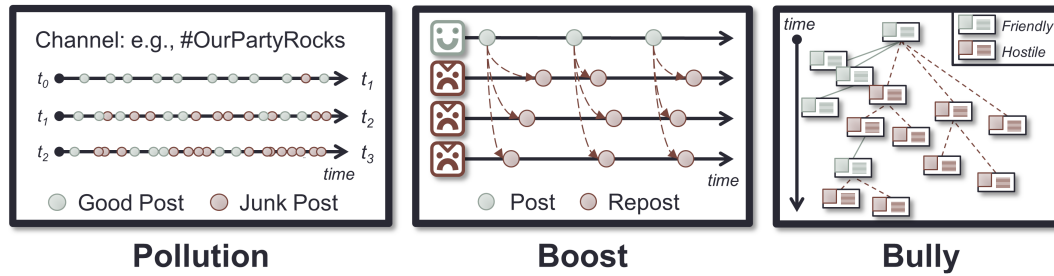 Channel: e.g., #OurPartyRocks
t0 t1
t1 t2
t2 t3
time
Good Post Junk Post
Pollution
time
Post Repost
Boost
time
Friendly
Hostile
Bully